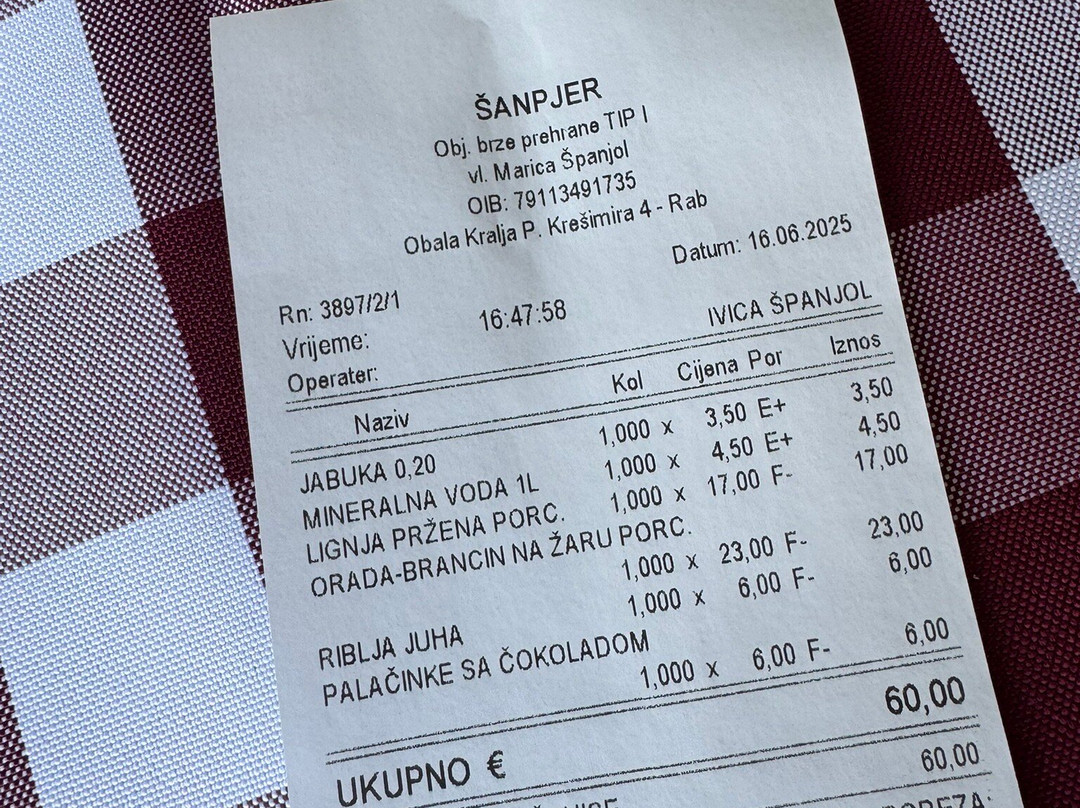 ŠANPJER
Obj. brze prehrane TIP I
vl. Marica Španjol
OIB: 79113491735
Obala Kralja P. Krešimira 4 - Rab
Datum: 16.06.2025
Rn: 3897/2/1
Vrijeme: 16:47:58
Operater: IVICA ŠPANJOL
Naziv Kol Cijena Por Iznos
JABUKA 0,20 1,000 x 3,50 E+ 3,50
MINERALNA VODA 1L 1,000 x 4,50 E+ 4,50
LIGNJA PRŽENA PORC. 1,000 x 17,00 F- 17,00
ORADA-BRANCIN NA ŽARU PORC.
1,000 x 23,00 F- 23,00
RIBLJA JUHA 1,000 x 6,00 F- 6,00
PALAČINKE SA ČOKOLADOM
1,000 x 6,00 F- 6,00
UKUPNO € 60,00
60,00